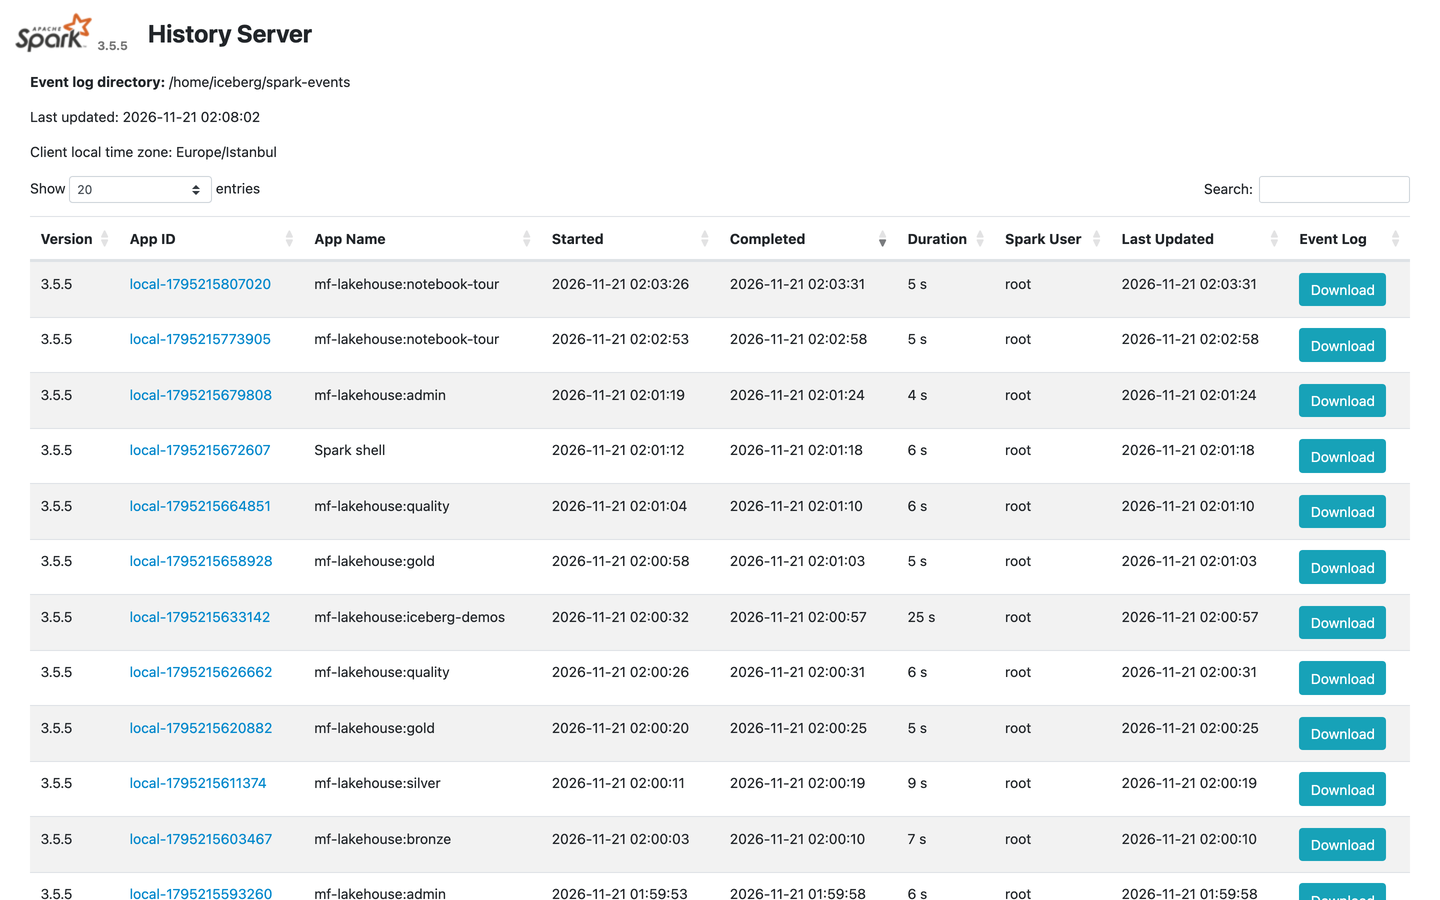 APACHE Spark 3.5.5 History Server
Event log directory: /home/iceberg/spark-events
Last updated: 2026-11-21 02:08:02
Client local time zone: Europe/Istanbul
Show 20 entries Search:
Version App ID App Name Started Completed Duration Spark User Last Updated Event Log
3.5.5 local-1795215807020 mf-lakehouse:notebook-tour 2026-11-21 02:03:26 2026-11-21 02:03:31 5 s root 2026-11-21 02:03:31 Download
3.5.5 local-1795215773905 mf-lakehouse:notebook-tour 2026-11-21 02:02:53 2026-11-21 02:02:58 5 s root 2026-11-21 02:02:58 Download
3.5.5 local-1795215679808 mf-lakehouse:admin 2026-11-21 02:01:19 2026-11-21 02:01:24 4 s root 2026-11-21 02:01:24 Download
3.5.5 local-1795215672607 Spark shell 2026-11-21 02:01:12 2026-11-21 02:01:18 6 s root 2026-11-21 02:01:18 Download
3.5.5 local-1795215664851 mf-lakehouse:quality 2026-11-21 02:01:04 2026-11-21 02:01:10 6 s root 2026-11-21 02:01:10 Download
3.5.5 local-1795215658928 mf-lakehouse:gold 2026-11-21 02:00:58 2026-11-21 02:01:03 5 s root 2026-11-21 02:01:03 Download
3.5.5 local-1795215633142 mf-lakehouse:iceberg-demos 2026-11-21 02:00:32 2026-11-21 02:00:57 25 s root 2026-11-21 02:00:57 Download
3.5.5 local-1795215626662 mf-lakehouse:quality 2026-11-21 02:00:26 2026-11-21 02:00:31 6 s root 2026-11-21 02:00:31 Download
3.5.5 local-1795215620882 mf-lakehouse:gold 2026-11-21 02:00:20 2026-11-21 02:00:25 5 s root 2026-11-21 02:00:25 Download
3.5.5 local-1795215611374 mf-lakehouse:silver 2026-11-21 02:00:11 2026-11-21 02:00:19 9 s root 2026-11-21 02:00:19 Download
3.5.5 local-1795215603467 mf-lakehouse:bronze 2026-11-21 02:00:03 2026-11-21 02:00:10 7 s root 2026-11-21 02:00:10 Download
3.5.5 local-1795215593260 mf-lakehouse:admin 2026-11-21 01:59:53 2026-11-21 01:59:58 6 s root 2026-11-21 01:59:58 Download